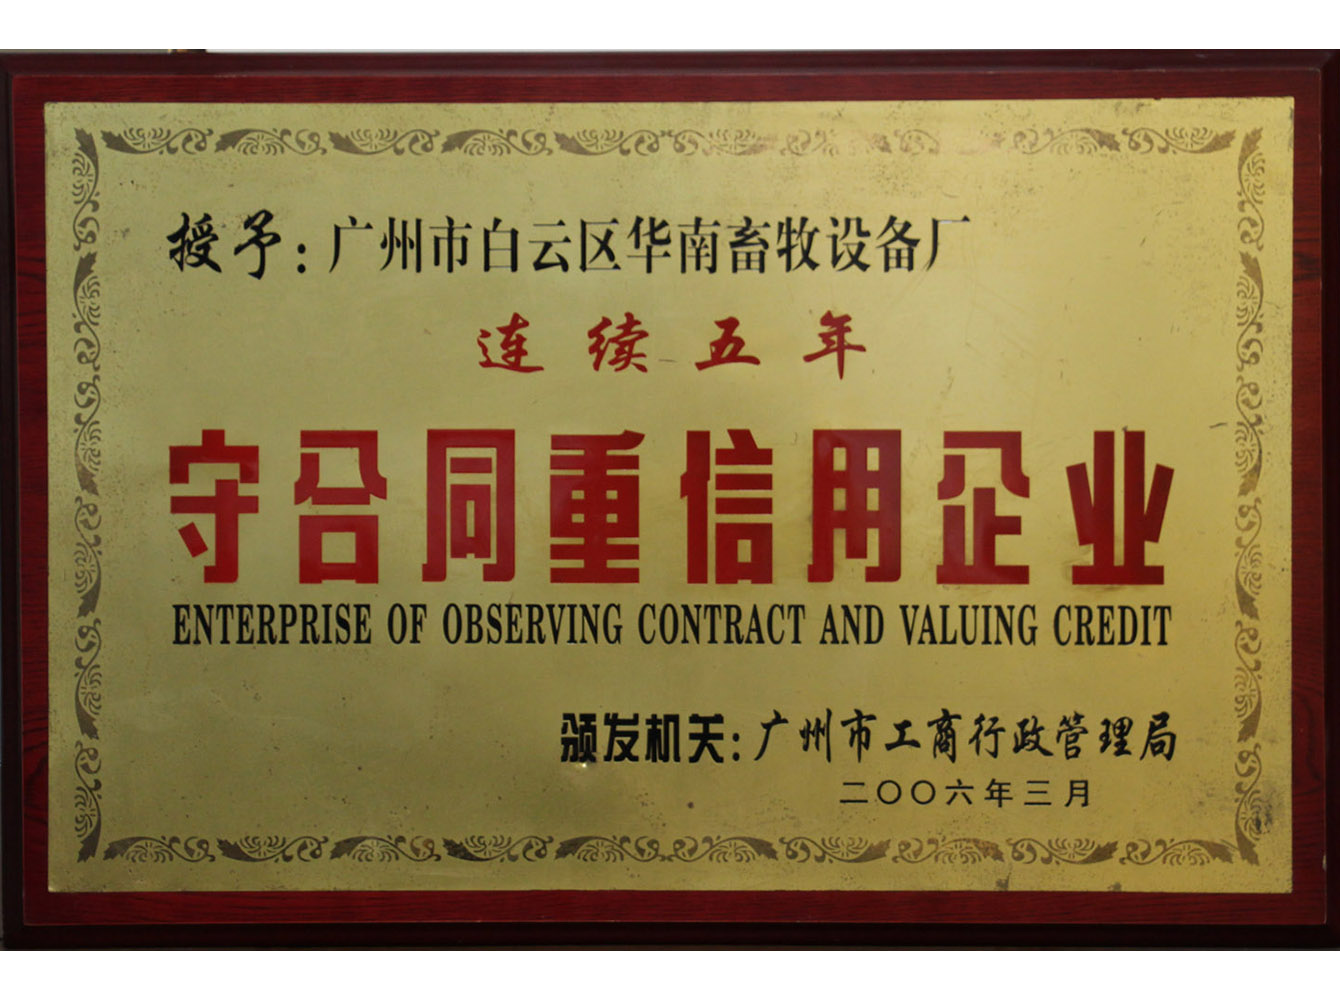 授予：广州市白云区华南畜牧设备厂
连续五年
守合同重信用企业
ENTERPRISE OF OBSERVING CONTRACT AND VALUING CREDIT
颁发机关：广州市工商行政管理局
二〇〇六年三月